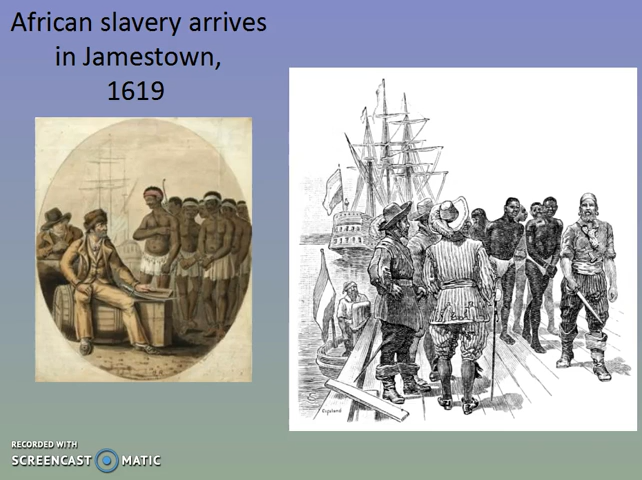 African slavery arrives
in Jamestown,
1619
RECORDED WITH
SCREENCAST MATIC